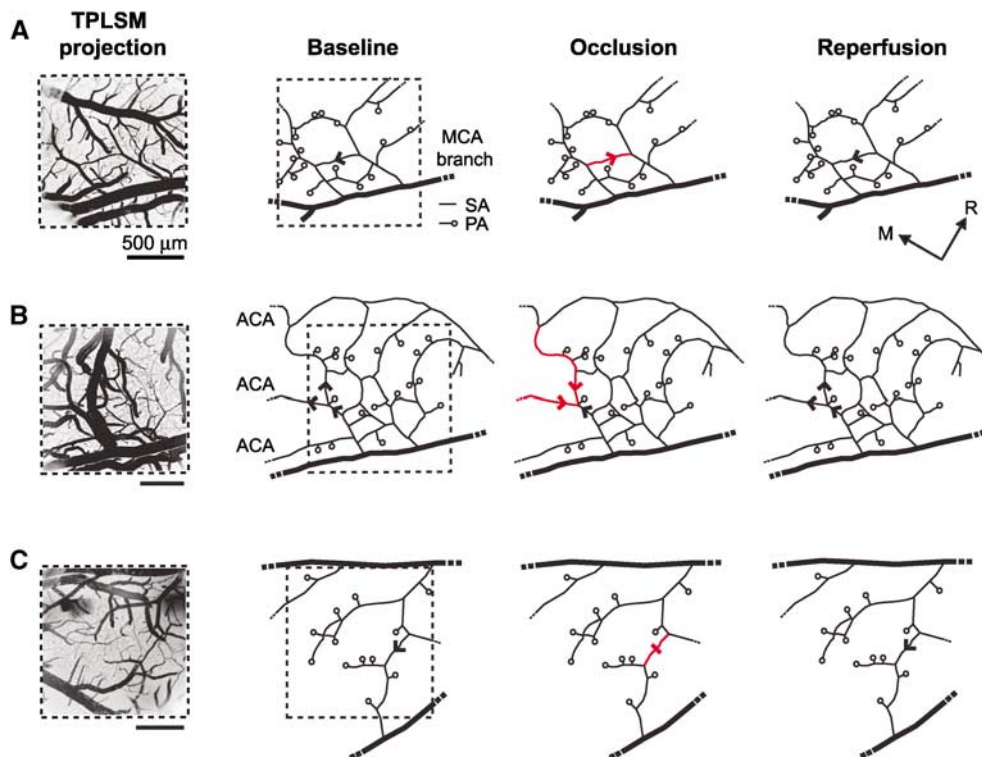 A
TPLSM
projection
Baseline
Occlusion
Reperfusion
MCA
branch
SA
PA
500 μm
M
R
B
ACA
ACA
ACA
C